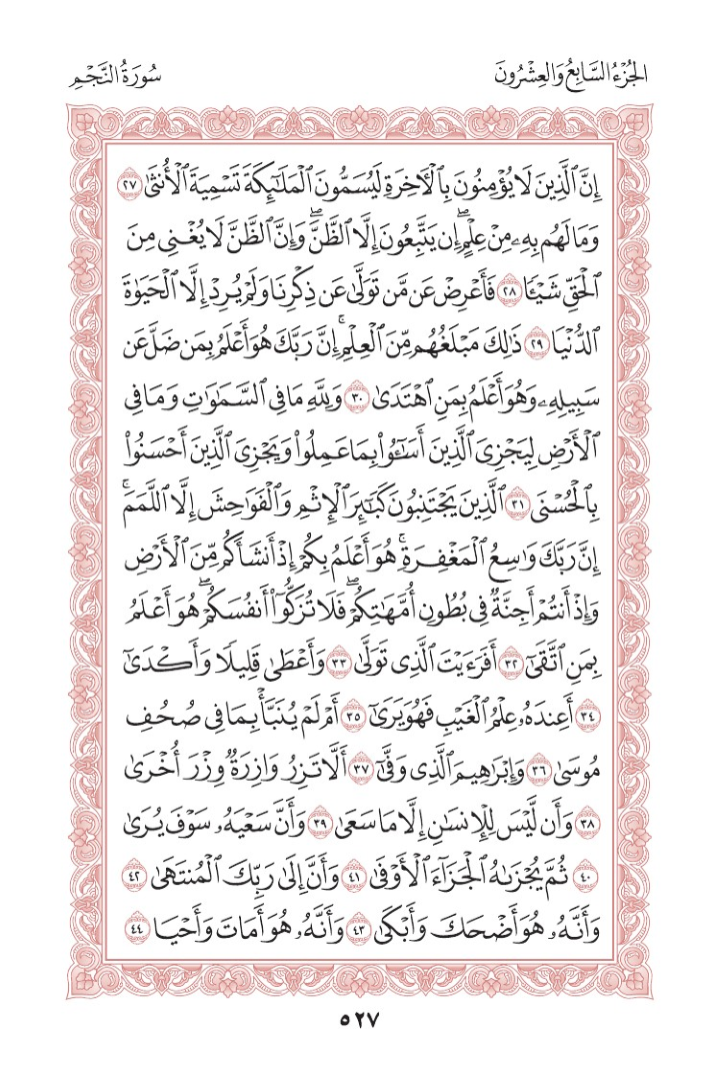 الجُزْءُ السَّابِعُ وَالعِشْرُونَ
سُورَةُ النَّجْمِ
إِنَّ ٱلَّذِينَ لَا يُؤْمِنُونَ بِٱلْأَخِرَةِ لَيُسَمُّونَ ٱلْمَلَٰٓئِكَةَ تَسْمِيَةَ ٱلْأُنثَىٰ ٢٧
وَمَا لَهُم بِهِۦ مِنْ عِلْمٍ ۖ إِن يَتَّبِعُونَ إِلَّا ٱلظَّنَّ ۖ وَإِنَّ ٱلظَّنَّ لَا يُغْنِى مِنَ
ٱلْحَقِّ شَيْـًٔا ٢٨ فَأَعْرِضْ عَن مَّن تَوَلَّىٰ عَن ذِكْرِنَا وَلَمْ يُرِدْ إِلَّا ٱلْحَيَوٰةَ
ٱلدُّنْيَا ٢٩ ذَٰلِكَ مَبْلَغُهُم مِّنَ ٱلْعِلْمِ ۚ إِنَّ رَبَّكَ هُوَ أَعْلَمُ بِمَن ضَلَّ عَن
سَبِيلِهِۦ وَهُوَ أَعْلَمُ بِمَنِ ٱهْتَدَىٰ ٣٠ وَلِلَّهِ مَا فِى ٱلسَّمَٰوَٰتِ وَمَا فِى
ٱلْأَرْضِ لِيَجْزِىَ ٱلَّذِينَ أَسَٰٓـُٔوا۟ بِمَا عَمِلُوا۟ وَيَجْزِىَ ٱلَّذِينَ أَحْسَنُوا۟
بِٱلْحُسْنَى ٣١ ٱلَّذِينَ يَجْتَنِبُونَ كَبَٰٓئِرَ ٱلْإِثْمِ وَٱلْفَوَٰحِشَ إِلَّا ٱللَّمَمَ ۚ
إِنَّ رَبَّكَ وَٰسِعُ ٱلْمَغْفِرَةِ ۚ هُوَ أَعْلَمُ بِكُمْ إِذْ أَنشَأَكُم مِّنَ ٱلْأَرْضِ
وَإِذْ أَنتُمْ أَجِنَّةٌ فِى بُطُونِ أُمَّهَٰتِكُمْ ۖ فَلَا تُزَكُّوٓا۟ أَنفُسَكُمْ ۖ هُوَ أَعْلَمُ
بِمَنِ ٱتَّقَىٰٓ ٣٢ أَفَرَءَيْتَ ٱلَّذِى تَوَلَّىٰ ٣٣ وَأَعْطَىٰ قَلِيلًا وَأَكْدَىٰٓ
٣٤ أَعِندَهُۥ عِلْمُ ٱلْغَيْبِ فَهُوَ يَرَىٰٓ ٣٥ أَمْ لَمْ يُنَبَّأْ بِمَا فِى صُحُفِ
مُوسَىٰ ٣٦ وَإِبْرَٰهِيمَ ٱلَّذِى وَفَّىٰٓ ٣٧ أَلَّا تَزِرُ وَازِرَةٌ وِزْرَ أُخْرَىٰ
٣٨ وَأَن لَّيْسَ لِلْإِنسَٰنِ إِلَّا مَا سَعَىٰ ٣٩ وَأَنَّ سَعْيَهُۥ سَوْفَ يُرَىٰ
٤٠ ثُمَّ يُجْزَىٰهُ ٱلْجَزَآءَ ٱلْأَوْفَىٰ ٤١ وَأَنَّ إِلَىٰ رَبِّكَ ٱلْمُنتَهَىٰ ٤٢
وَأَنَّهُۥ هُوَ أَضْحَكَ وَأَبْكَىٰ ٤٣ وَأَنَّهُۥ هُوَ أَمَاتَ وَأَحْيَا ٤٤
٥٢٧